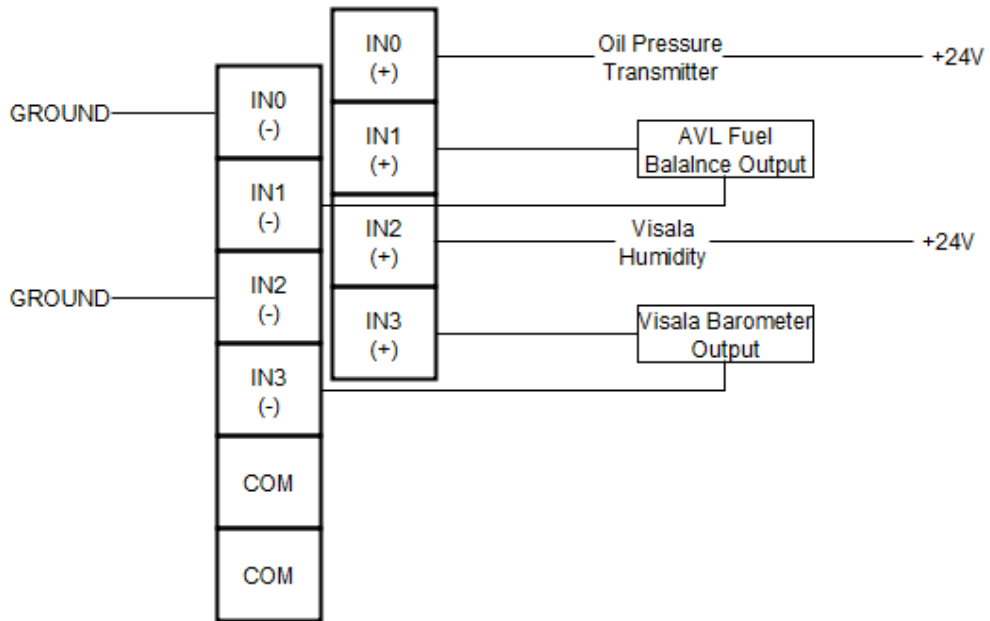 IN0
(+)
Oil Pressure
Transmitter
+24V
GROUND
IN0
(-)
IN1
(+)
AVL Fuel
Balalnce Output
IN1
(-)
IN2
(+)
Visala
Humidity
+24V
GROUND
IN2
(-)
IN3
(+)
Visala Barometer
Output
IN3
(-)
COM
COM